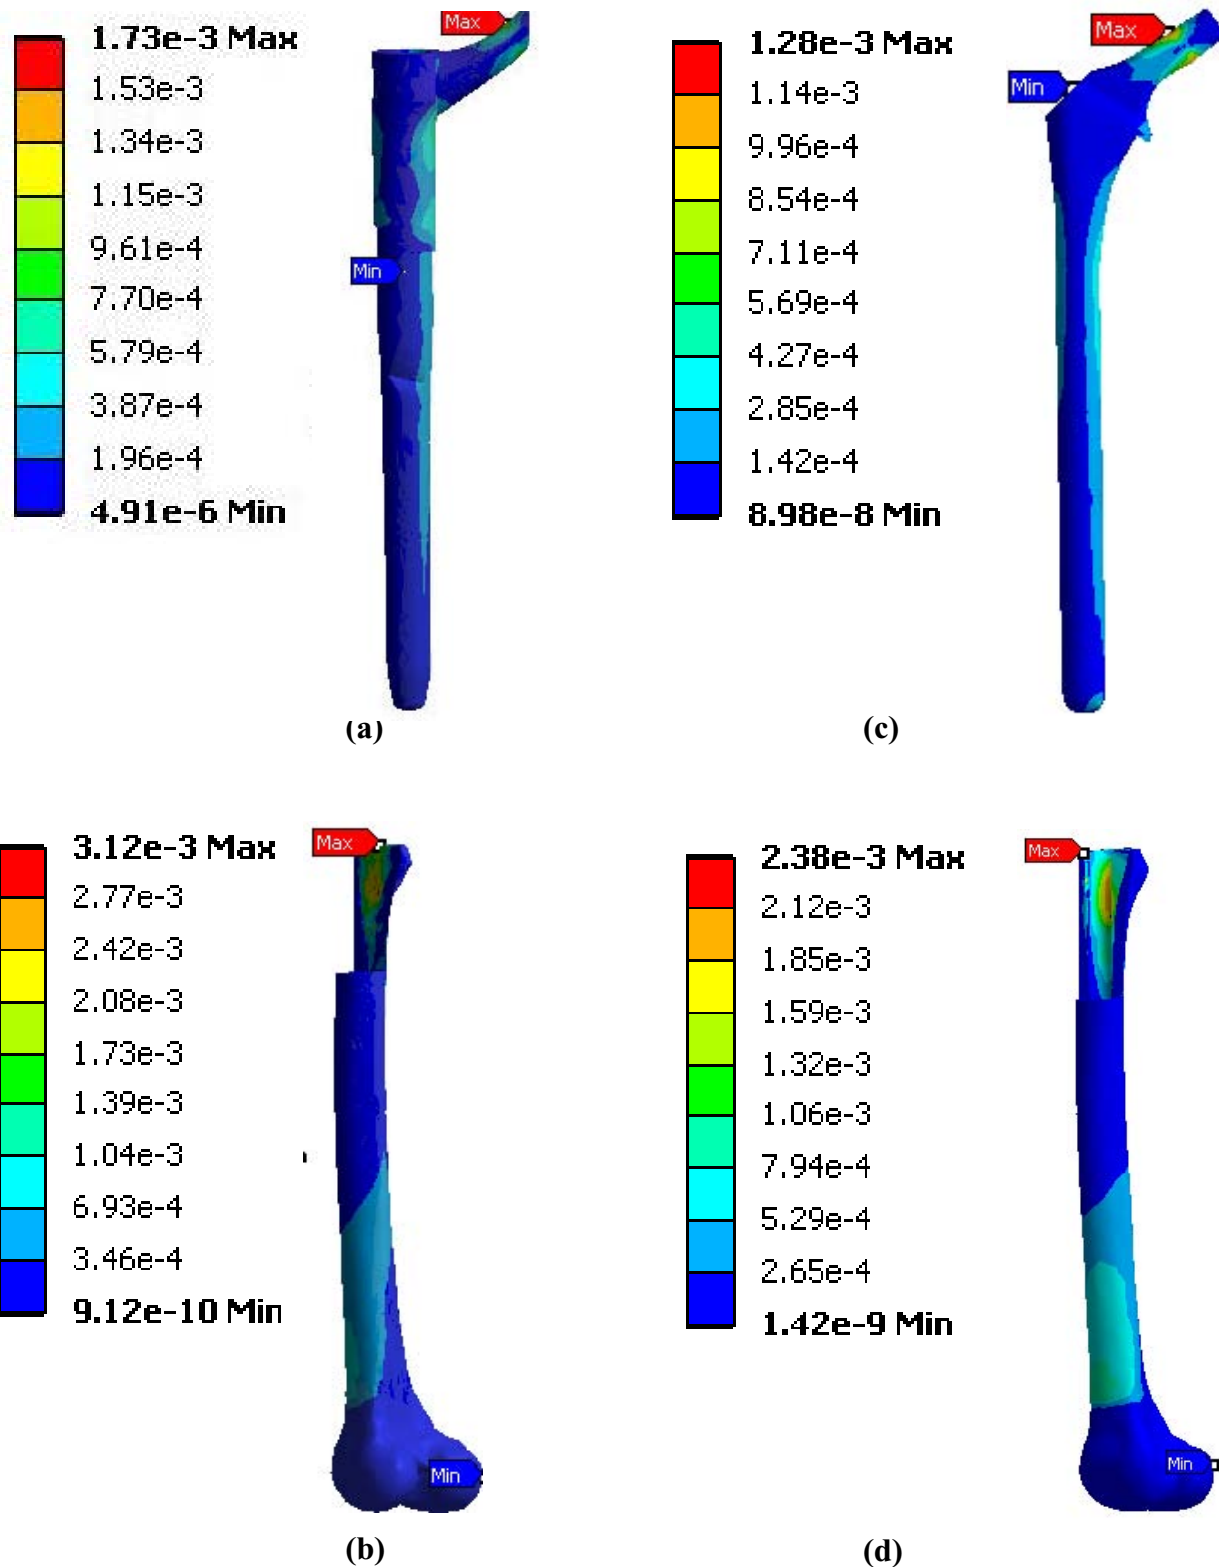 1.73e-3 Max
1.53e-3
1.34e-3
1.15e-3
9.61e-4
7.70e-4
5.79e-4
3.87e-4
1.96e-4
4.91e-6 Min
Max
Min
(a)
1.28e-3 Max
1.14e-3
9.96e-4
8.54e-4
7.11e-4
5.69e-4
4.27e-4
2.85e-4
1.42e-4
8.98e-8 Min
Max
Min
(c)
3.12e-3 Max
2.77e-3
2.42e-3
2.08e-3
1.73e-3
1.39e-3
1.04e-3
6.93e-4
3.46e-4
9.12e-10 Min
Max
Min
(b)
2.38e-3 Max
2.12e-3
1.85e-3
1.59e-3
1.32e-3
1.06e-3
7.94e-4
5.29e-4
2.65e-4
1.42e-9 Min
Max
Min
(d)